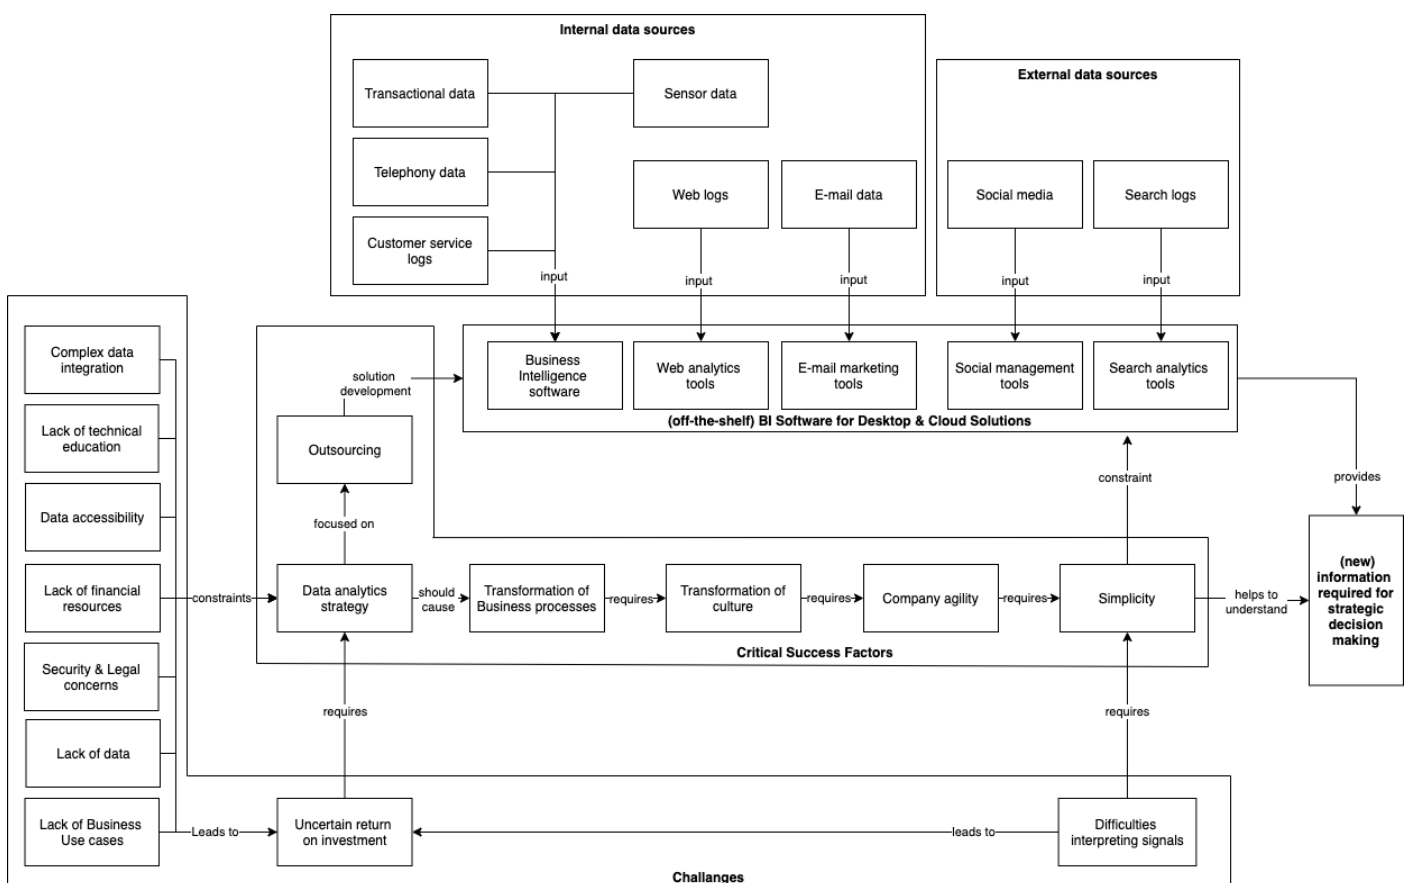 Internal data sources
External data sources
Transactional data
Sensor data
Telephony data
Web logs
E-mail data
Social media
Search logs
Customer service
logs
input
input
input
input
input
Complex data
integration
Business
Intelligence
software
Web analytics
tools
E-mail marketing
tools
Social management
tools
Search analytics
tools
(off-the-shelf) BI Software for Desktop & Cloud Solutions
solution
development
Lack of technical
education
Outsourcing
constraint
provides
Data accessibility
focused on
Lack of financial
resources
constraints
Data analytics
strategy
should
cause
Transformation of
Business processes
requires
Transformation of
culture
requires
Company agility
requires
Simplicity
helps to
understand
(new)
information
required for
strategic
decision
making
Critical Success Factors
Security & Legal
concerns
requires
requires
Lack of data
Lack of Business
Use cases
Leads to
Uncertain return
on investment
leads to
Difficulties
interpreting signals
Challanges